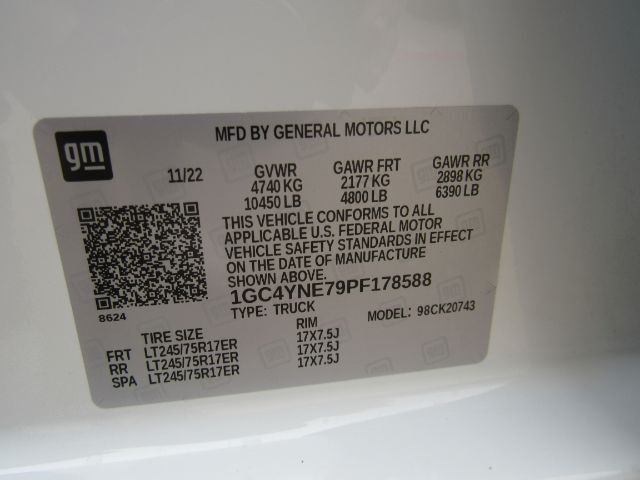 gm
MFD BY GENERAL MOTORS LLC
11/22 GVWR GAWR FRT GAWR RR
4740 KG 2177 KG 2898 KG
10450 LB 4800 LB 6390 LB
THIS VEHICLE CONFORMS TO ALL
APPLICABLE U.S. FEDERAL MOTOR
VEHICLE SAFETY STANDARDS IN EFFECT
ON THE DATE OF MANUFACTURE
SHOWN ABOVE.
1GC4YNE79PF178588
8624
TYPE: TRUCK MODEL: 98CK20743
TIRE SIZE RIM
FRT LT245/75R17ER 17X7.5J
RR LT245/75R17ER 17X7.5J
SPA LT245/75R17ER 17X7.5J